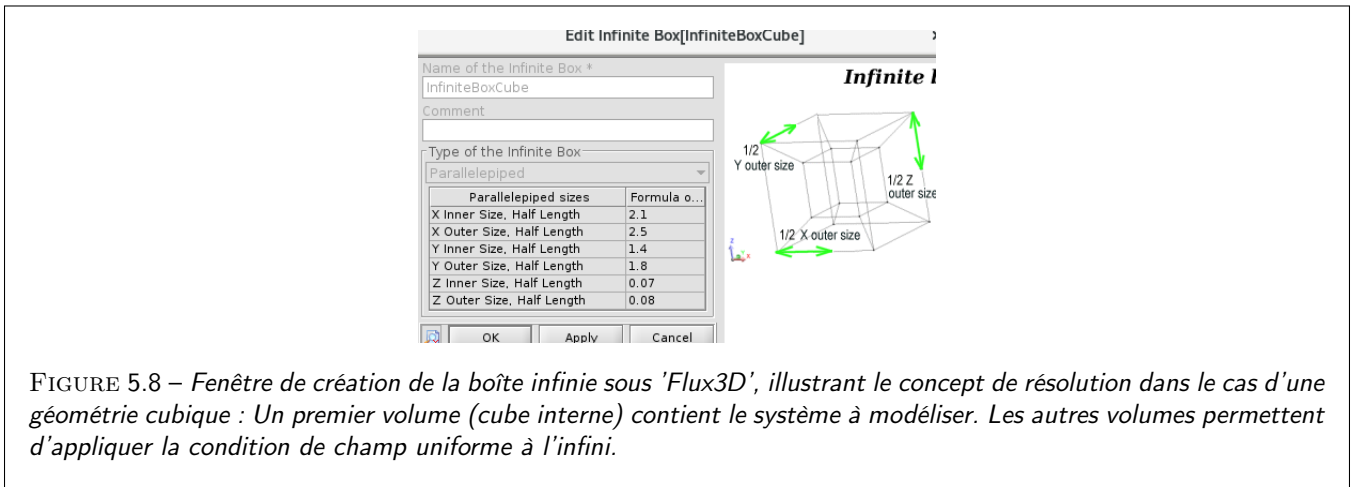 Edit Infinite Box[InfiniteBoxCube]
Name of the Infinite Box *
InfiniteBoxCube
Comment
Type of the Infinite Box
Parallelepiped
Parallelepiped sizes Formula o...
X Inner Size, Half Length 2.1
X Outer Size, Half Length 2.5
Y Inner Size, Half Length 1.4
Y Outer Size, Half Length 1.8
Z Inner Size, Half Length 0.07
Z Outer Size, Half Length 0.08
OK Apply Cancel
Infinite
1/2
Y outer size
1/2 Z
outer size
1/2 X outer size
z
Y
x
FIGURE 5.8 – Fenêtre de création de la boîte infinie sous 'Flux3D', illustrant le concept de résolution dans le cas d'une
géométrie cubique : Un premier volume (cube interne) contient le système à modéliser. Les autres volumes permettent
d'appliquer la condition de champ uniforme à l'infini.